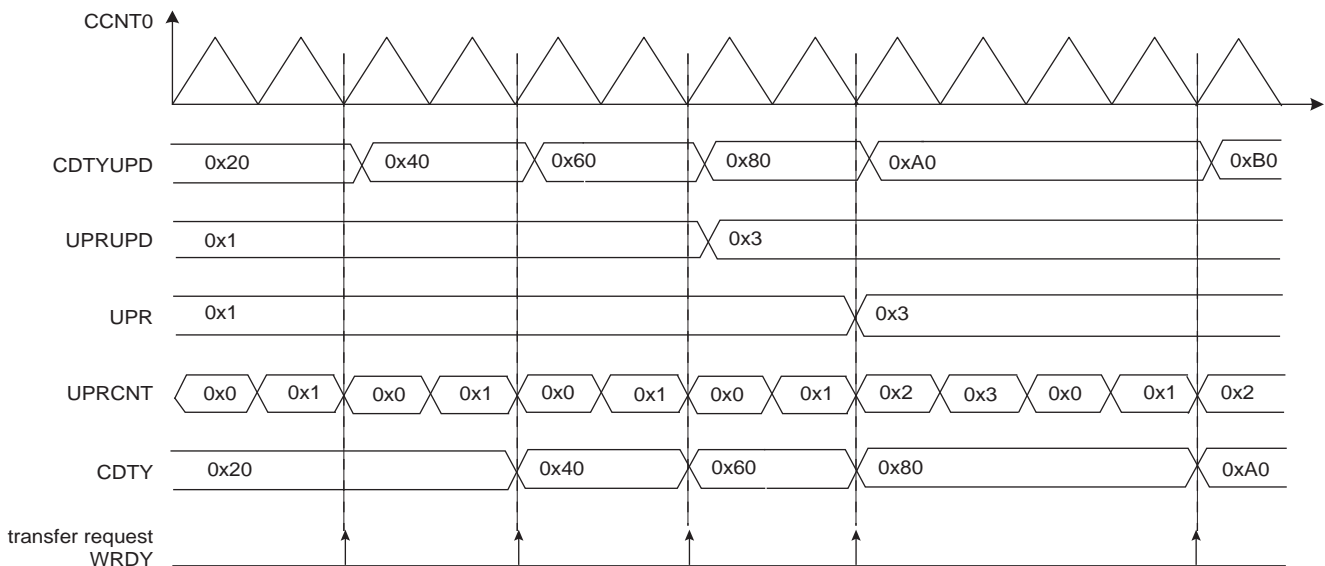 CCNT0
CDTYUPD 0x20 0x40 0x60 0x80 0xA0 0xB0
UPRUPD 0x1 0x3
UPR 0x1 0x3
UPRCNT 0x0 0x1 0x0 0x1 0x0 0x1 0x0 0x1 0x2 0x3 0x0 0x1 0x2
CDTY 0x20 0x40 0x60 0x80 0xA0
transfer request
WRDY